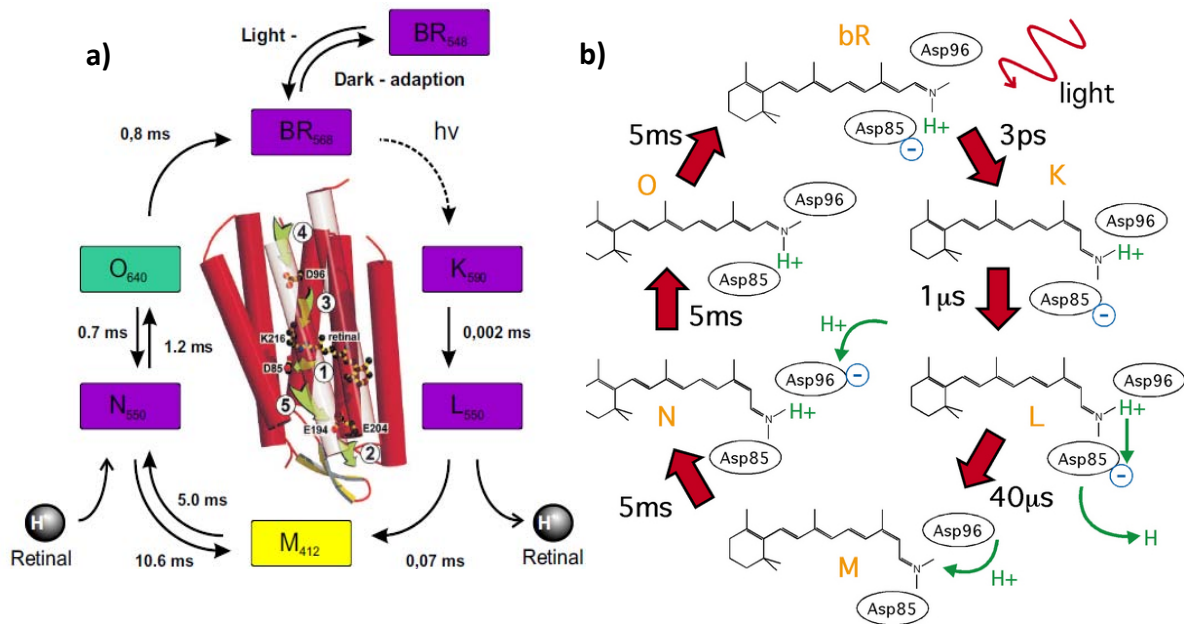 a)
Light -
BR548
Dark - adaption
BR568
hν
0,8 ms
O640
K590
0.7 ms
1.2 ms
0,002 ms
N550
L550
5.0 ms
10.6 ms
0,07 ms
M412
H
Retinal
H
Retinal
4
D96
3
K216
retinal
D85
1
5
E194
E204
2
b)
bR
Asp96
light
H+
Asp85
-
5ms
3ps
O
K
Asp96
N
H+
Asp85
Asp96
N
H+
Asp85
-
5ms
1µs
H+
Asp96
-
N
H+
N
Asp85
L
Asp96
N
H+
Asp85
-
H
5ms
40µs
M
Asp96
N
H+
Asp85
N